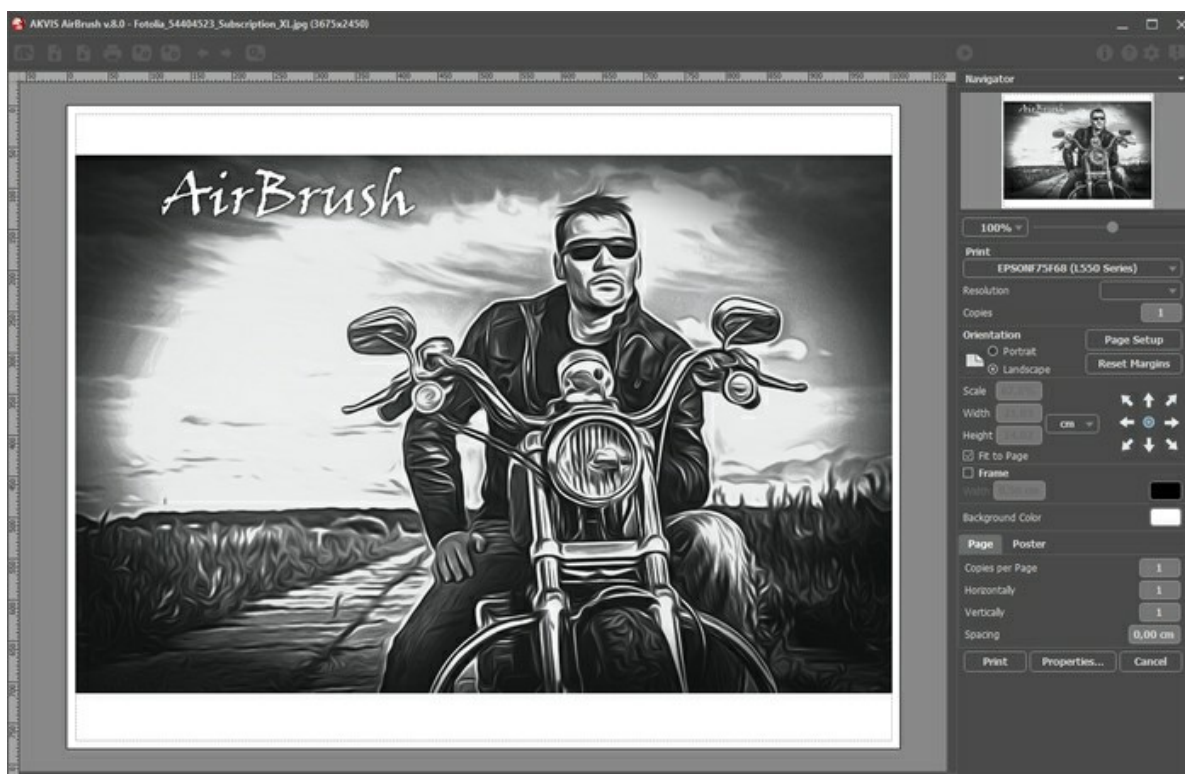 AKVIS AirBrush v.8.0 - Fotolia_54404523_Subscription_XL.jpg (3675x2450)
AirBrush
Navigator
AirBrush
100%
Print
EPSONF75F68 (L550 Series)
Resolution
Copies 1
Orientation
Portrait
Landscape
Page Setup
Reset Margins
Scale
Width
Height
cm
Fit to Page
Frame
Width
Background Color
Page Poster
Copies per Page 1
Horizontally 1
Vertically 1
Spacing 0,00 cm
Print Properties... Cancel